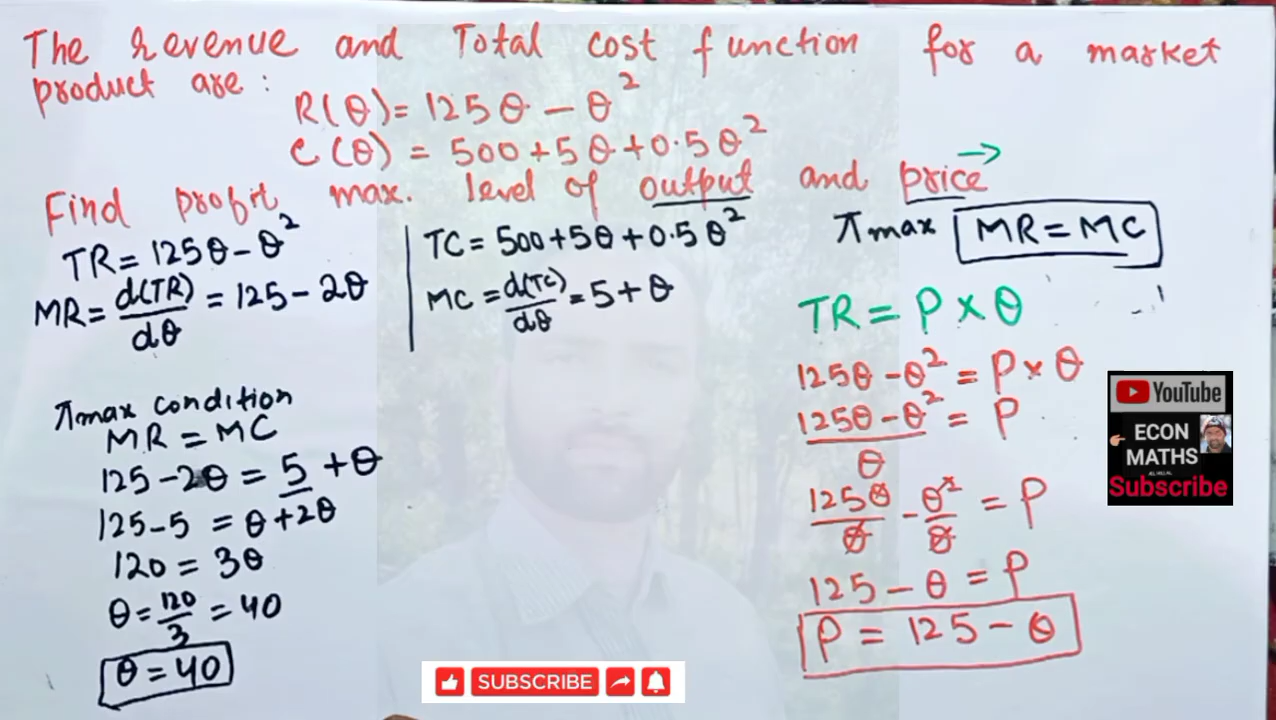 The Revenue and Total cost function for a market
product are:
R(θ) = 125θ - θ²
C(θ) = 500+5θ+0.5θ²
Find profit max. level of output and price →
TR = 125θ - θ²
MR = d(TR)/dθ = 125 - 2θ
TC = 500+5θ+0.5θ²
MC = d(TC)/dθ = 5+θ
πmax MR = MC
πmax condition
MR = MC
125-2θ = 5+θ
125-5 = θ+2θ
120 = 3θ
θ = 120/3 = 40
θ = 40
TR = P×θ
125θ - θ² = P×θ
125θ - θ²/θ = P
125θ/θ - θ²/θ = P
125 - θ = P
P = 125 - θ
YouTube
ECON
MATHS
Subscribe
SUBSCRIBE